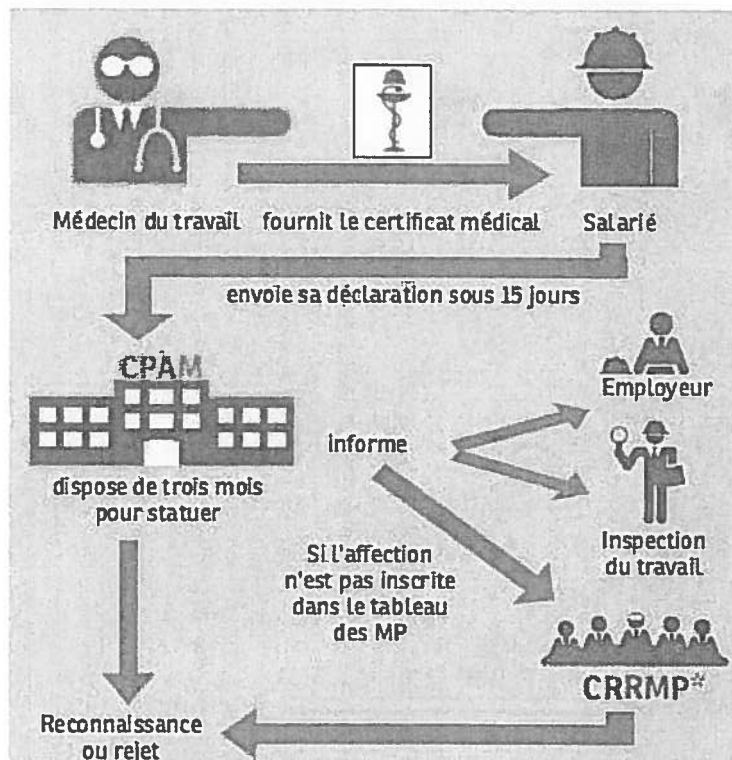 Médecin du travail fournit le certificat médical Salarié
envoie sa déclaration sous 15 jours
CPAM
dispose de trois mois
pour statuer
informe
Employeur
Inspection
du travail
Si l'affection
n'est pas inscrite
dans le tableau
des MP
CRRMP*
Reconnaissance
ou rejet